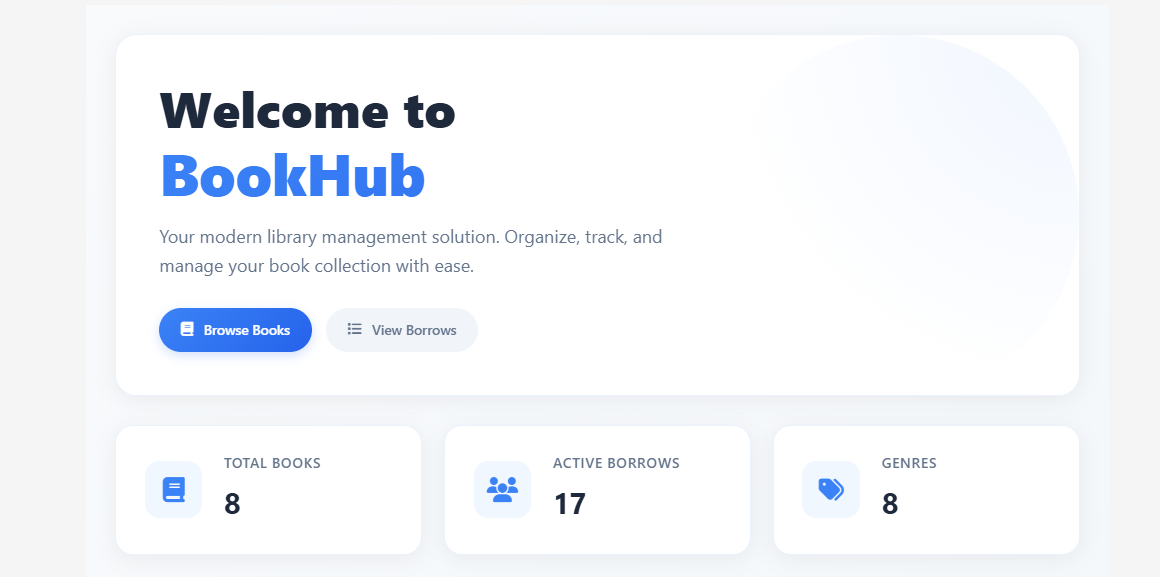 Welcome to
BookHub
Your modern library management solution. Organize, track, and
manage your book collection with ease.
Browse Books
View Borrows
TOTAL BOOKS
8
ACTIVE BORROWS
17
GENRES
8